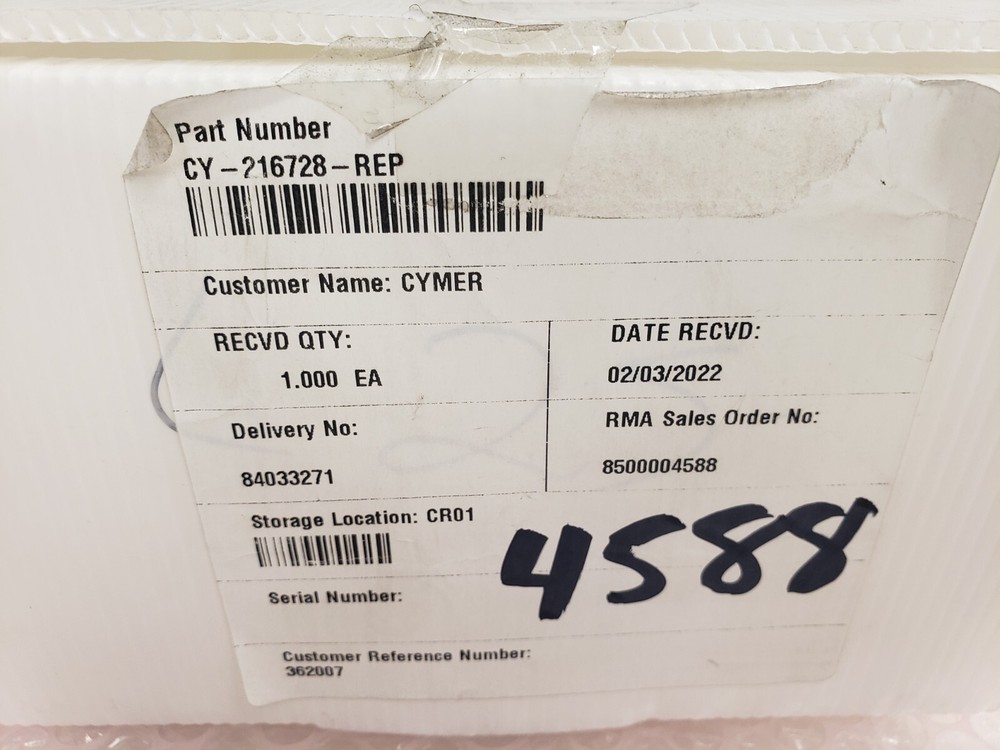 Part Number
CY-216728-REP
Customer Name: CYMER
RECVD QTY:
1.000 EA
DATE RECVD:
02/03/2022
Delivery No:
84033271
RMA Sales Order No:
8500004588
Storage Location: CR01
4588
Serial Number:
Customer Reference Number:
362007